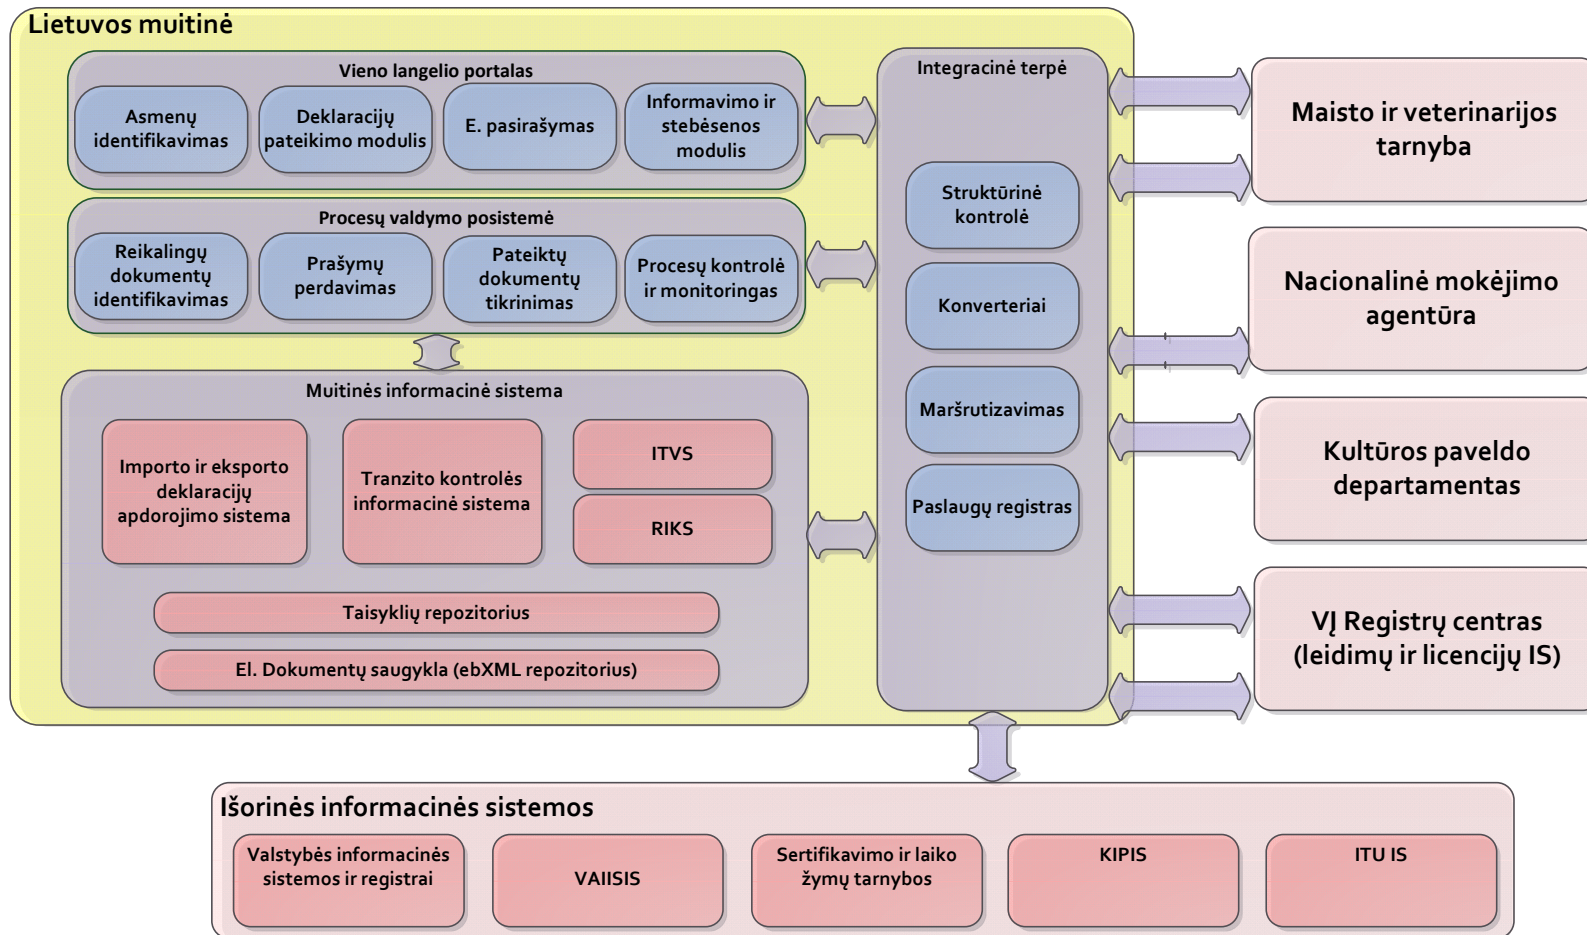 Lietuvos muitinė
Vieno langelio portalas
Asmenų
identifikavimas
Deklaracijų
pateikimo modulis
E. pasirašymas
Informavimo ir
stebėsenos
modulis
Procesų valdymo posistemė
Reikalingų
dokumentų
identifikavimas
Prašymų
perdavimas
Pateiktų
dokumentų
tikrinimas
Procesų kontrolė
ir monitoringas
Muitinės informacinė sistema
Importo ir eksporto
deklaracijų
apdorojimo sistema
Tranzito kontrolės
informacinė sistema
ITVS
RIKS
Taisyklių repozitorius
El. Dokumentų saugykla (ebXML repozitorius)
Integracinė terpė
Struktūrinė
kontrolė
Konverteriai
Maršrutizavimas
Paslaugų registras
Maisto ir veterinarijos
tarnyba
Nacionalinė mokėjimo
agentūra
Kultūros paveldo
departamentas
VĮ Registrų centras
(leidimų ir licencijų IS)
Išorinės informacinės sistemos
Valstybės informacinės
sistemos ir registrai
VAIISIS
Sertifikavimo ir laiko
žymų tarnybos
KIPIS
ITU IS